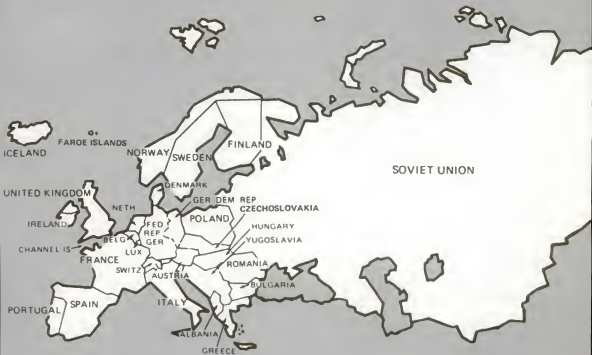 ICELAND
FAROE ISLANDS
NORWAY
SWEDEN
FINLAND
SOVIET UNION
UNITED KINGDOM
DENMARK
NETH
GER DEM REP
POLAND
CZECHOSLOVAKIA
IRELAND
FED
REP
GER
HUNGARY
BELG
YUGOSLAVIA
CHANNEL IS
LUX
FRANCE
ROMANIA
SWITZ
AUSTRIA
BULGARIA
PORTUGAL
SPAIN
ITALY
ALBANIA
GREECE